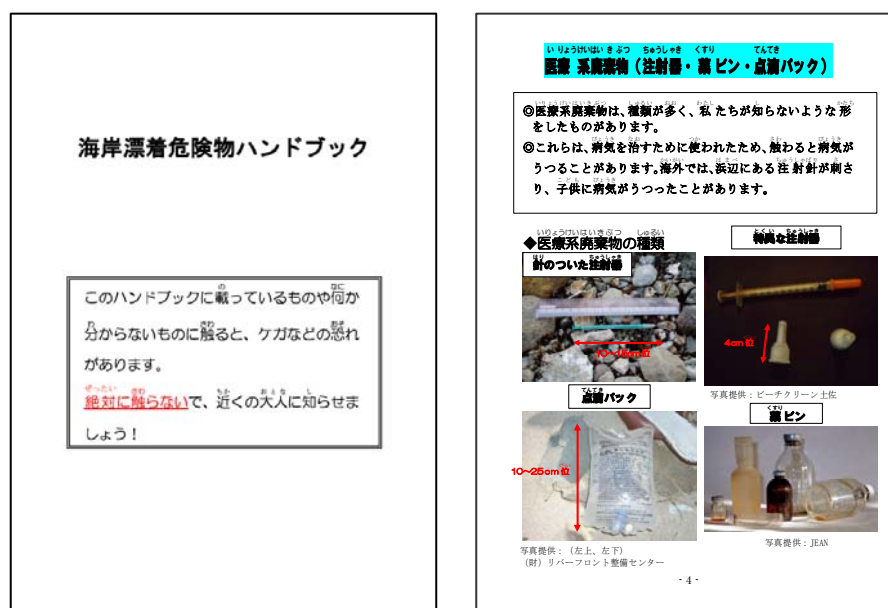 海岸漂着危険物ハンドブック
このハンドブックに載っているものや何か
分からないものに触ると、ケガなどの恐れ
があります。
絶対に触らないで、近くの大人に知らせま
しょう！
医療系廃棄物（注射器・薬ビン・点滴パック）
◎医療系廃棄物は、種類が多く、私たちが知らないような形
をしたものがあります。
◎これらは、病気を治すために使われたため、触わると病気が
うつることがあります。海外では、浜辺にある注射針が刺さ
り、子供に病気がうつったことがあります。
◆医療系廃棄物の種類
針のついた注射器
10～15cm位
特異な注射器
4cm位
写真提供：ビーチクリーン土佐
点滴パック
10～25cm位
写真提供：（左上、左下）
（財）リバーフロント整備センター
薬ビン
写真提供：JEAN
- 4 -